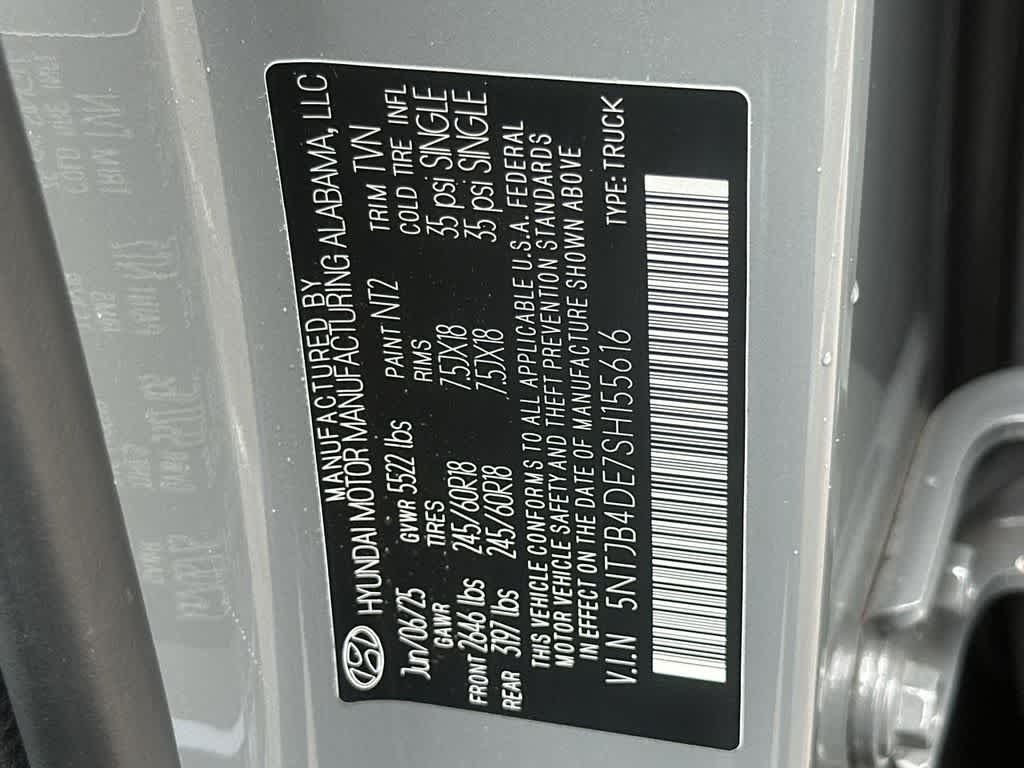 MANUFACTURED BY
HYUNDAI MOTOR MANUFACTURING ALABAMA, LLC
Jun/06/25 GVWR 5522 lbs PAINT NT2 TRIM TVN
GAWR TIRES RIMS COLD TIRE INFL
FRONT 2646 lbs 245/60R18 7.5JX18 35 psi SINGLE
REAR 3197 lbs 245/60R18 7.5JX18 35 psi SINGLE
THIS VEHICLE CONFORMS TO ALL APPLICABLE U.S.A. FEDERAL
MOTOR VEHICLE SAFETY AND THEFT PREVENTION STANDARDS
IN EFFECT ON THE DATE OF MANUFACTURE SHOWN ABOVE
V.I.N 5NTJB4DE7SH155616 TYPE: TRUCK